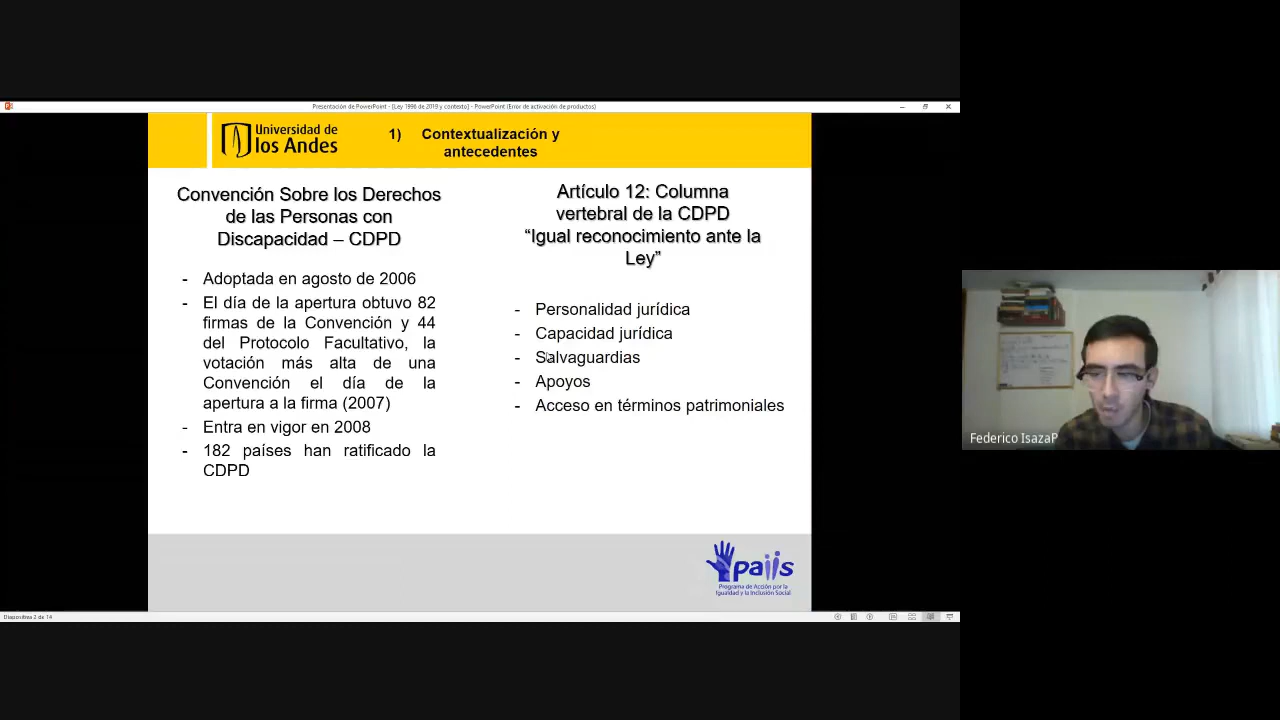 Presentación de PowerPoint - [Ley 1996 de 2019 y contexto] - PowerPoint (Error de activación de productos)
Universidad de
los Andes
1) Contextualización y
antecedentes
Convención Sobre los Derechos
de las Personas con
Discapacidad – CDPD
- Adoptada en agosto de 2006
- El día de la apertura obtuvo 82
firmas de la Convención y 44
del Protocolo Facultativo, la
votación más alta de una
Convención el día de la
apertura a la firma (2007)
- Entra en vigor en 2008
- 182 países han ratificado la
CDPD
Artículo 12: Columna
vertebral de la CDPD
“Igual reconocimiento ante la
Ley”
- Personalidad jurídica
- Capacidad jurídica
- Salvaguardias
- Apoyos
- Acceso en términos patrimoniales
paiis
Programa de Acción por la
Igualdad y la Inclusión Social
Diapositiva 2 de 14
Federico IsazaP